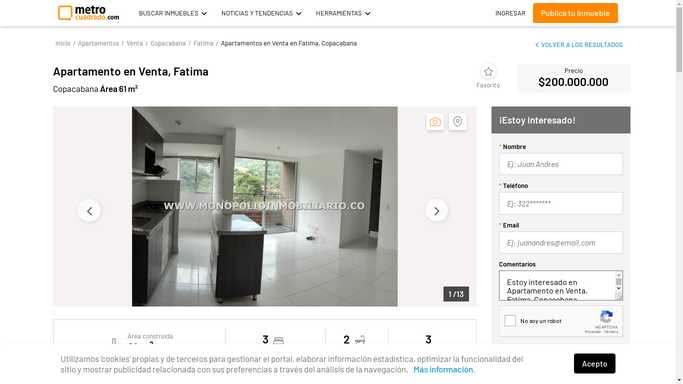 metro
cuadrado.com
BUSCAR INMUEBLES
NOTICIAS Y TENDENCIAS
HERRAMIENTAS
INGRESAR
Publica tu Inmueble
Inicio / Apartamentos / Venta / Copacabana / Fatima / Apartamentos en Venta en Fatima, Copacabana
VOLVER A LOS RESULTADOS
Apartamento en Venta, Fatima
Copacabana Área 61 m²
Favorito
Precio
$200.000.000
WWW.MONOPOLIOINMOBILIARIO.CO
1 /13
¡Estoy Interesado!
* Nombre
Ej: Juan Andres
* Teléfono
Ej: 322*******
* Email
Ej: juanandres@email.com
Comentarios
Estoy interesado en
Apartamento en Venta,
Fatima, Copacabana
No soy un robot
reCAPTCHA
Privacidad - Términos
Área construida
3
2
3
Utilizamos 'cookies' propias y de terceros para gestionar el portal, elaborar información estadística, optimizar la funcionalidad del
sitio y mostrar publicidad relacionada con sus preferencias a través del análisis de la navegación. Más información.
Acepto